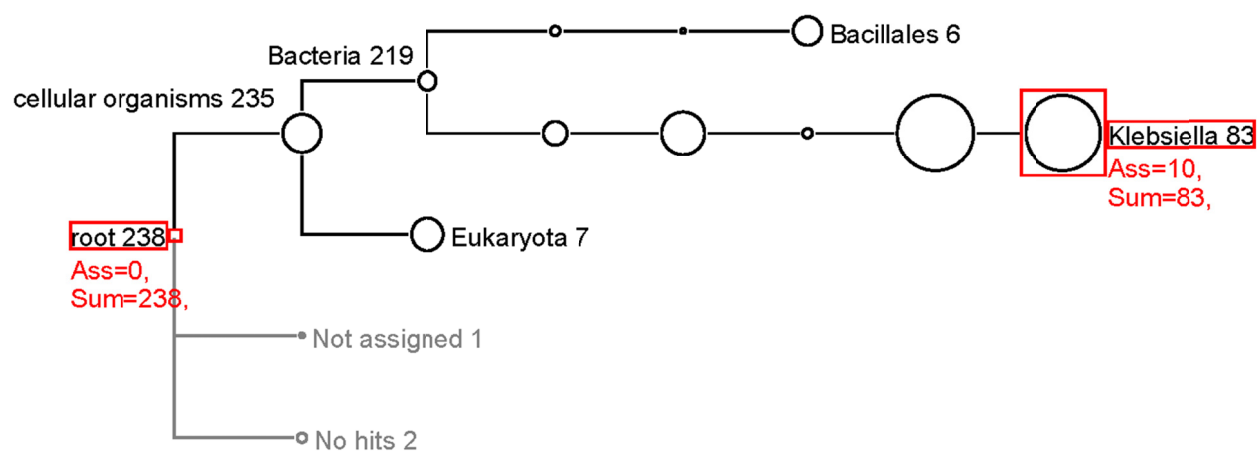 Bacillales 6
Bacteria 219
cellular organisms 235
Klebsiella 83
Ass=10,
Sum=83,
root 238
Ass=0,
Sum=238,
Eukaryota 7
Not assigned 1
No hits 2